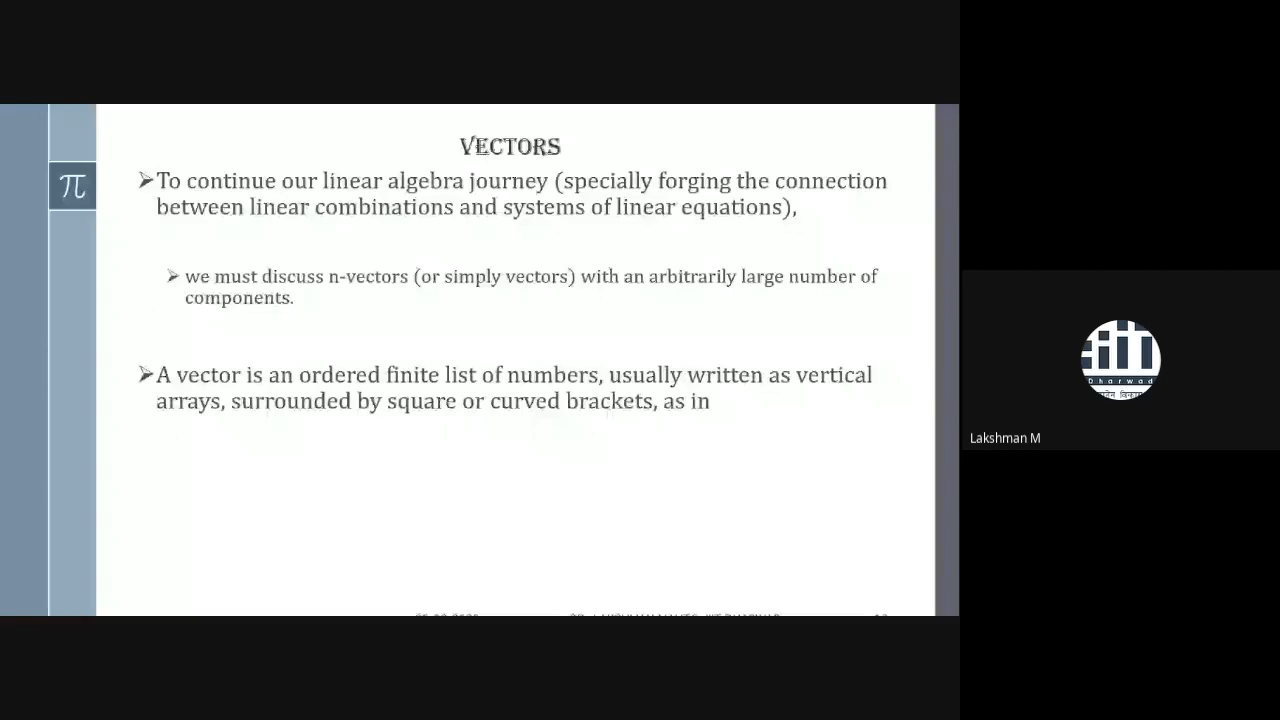 VECTORS
π
➢To continue our linear algebra journey (specially forging the connection
between linear combinations and systems of linear equations),
➢ we must discuss n-vectors (or simply vectors) with an arbitrarily large number of
components.
➢A vector is an ordered finite list of numbers, usually written as vertical
arrays, surrounded by square or curved brackets, as in
Dharwad
Lakshman M